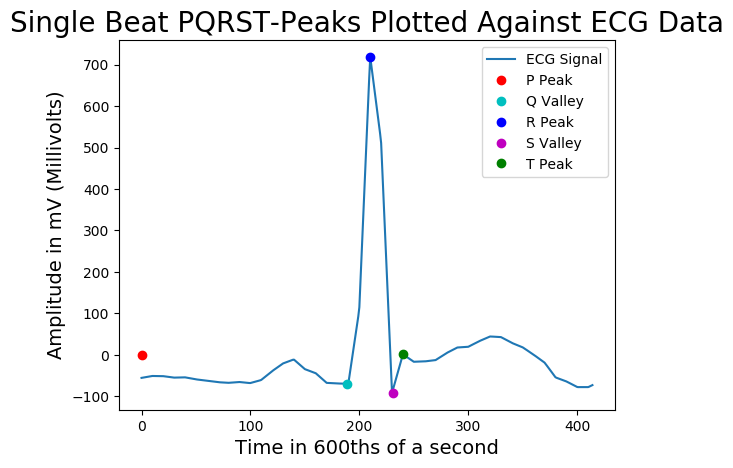 Single Beat PQRST-Peaks Plotted Against ECG Data
Amplitude in mV (Millivolts)
700
600
500
400
300
200
100
0
−100
ECG Signal
P Peak
Q Valley
R Peak
S Valley
T Peak
0 100 200 300 400
Time in 600ths of a second